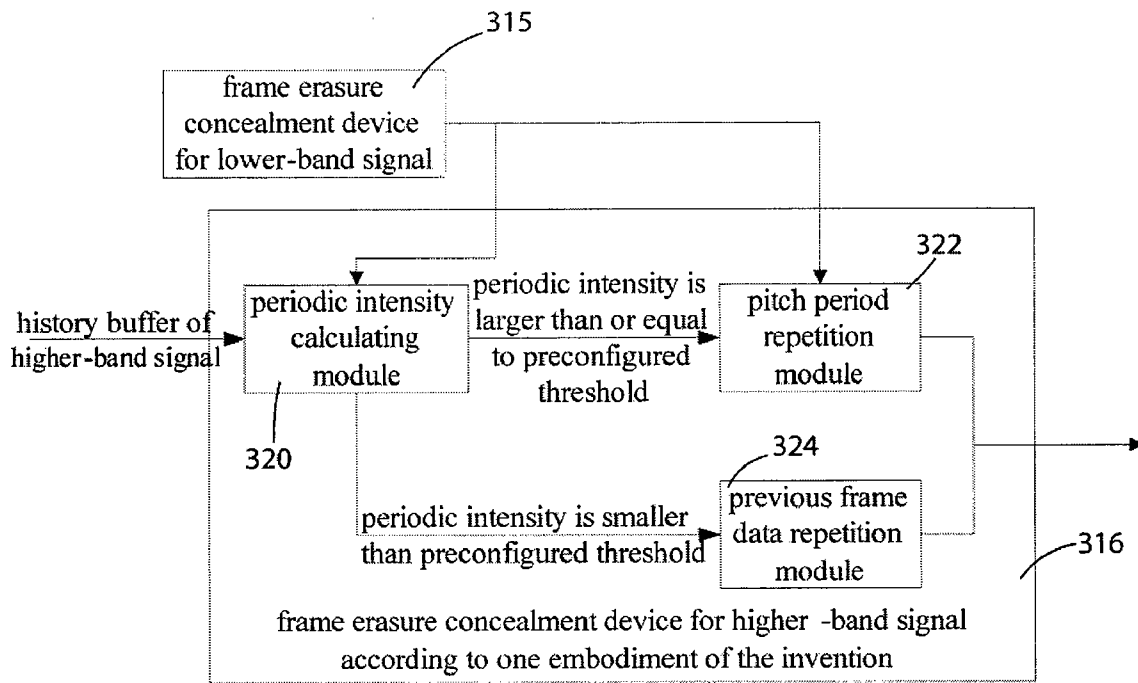 315
frame erasure
concealment device
for lower-band signal
322
history buffer of
higher-band signal
periodic intensity
calculating
module
320
periodic intensity is
larger than or equal
to preconfigured
threshold
pitch period
repetition
module
324
periodic intensity is smaller
than preconfigured threshold
previous frame
data repetition
module
316
frame erasure concealment device for higher -band signal
according to one embodiment of the invention